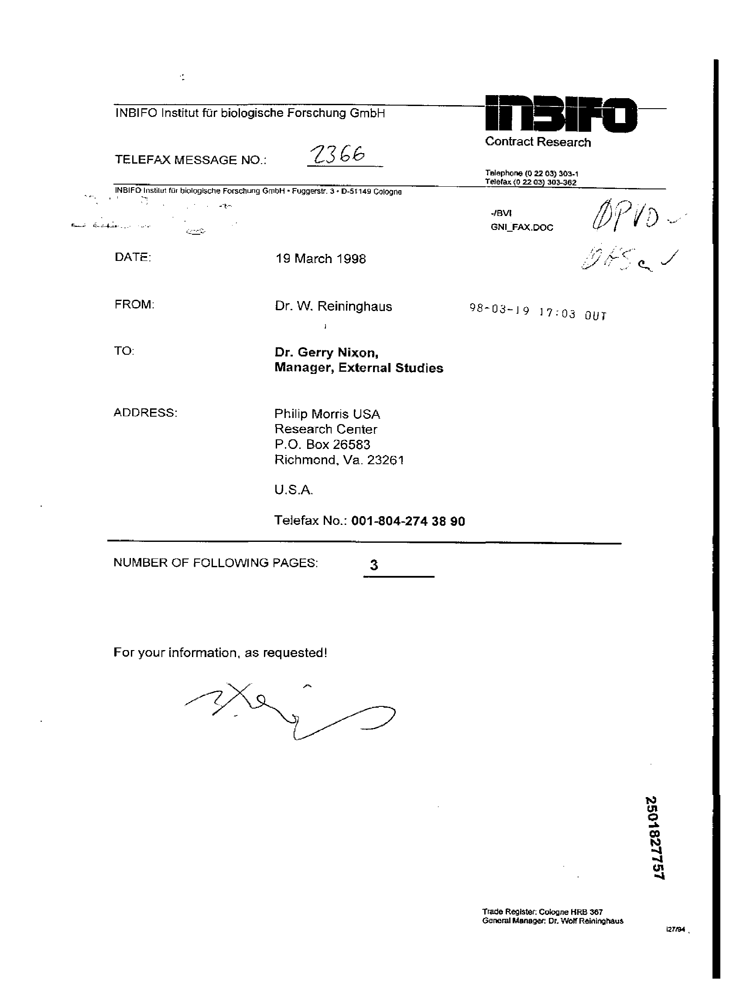 INBIFO Institut für biologische Forschung GmbH
INBIFO
Contract Research
TELEFAX MESSAGE NO.: 2366
Telephone (0 22 03) 303-1
Telefax (0 22 03) 303-362
INBIFO Institut für biologische Forschung GmbH • Fuggerstr. 3 • D-51149 Cologne
-/BVI
GNI_FAX.DOC
DATE: 19 March 1998
FROM: Dr. W. Reininghaus
98-03-19 17:03 OUT
TO: Dr. Gerry Nixon,
Manager, External Studies
ADDRESS: Philip Morris USA
Research Center
P.O. Box 26583
Richmond, Va. 23261
U.S.A.
Telefax No.: 001-804-274 38 90
NUMBER OF FOLLOWING PAGES: 3
For your information, as requested!
2501827757
Trade Register: Cologne HRB 367
General Manager: Dr. Wolf Reininghaus
I27/94